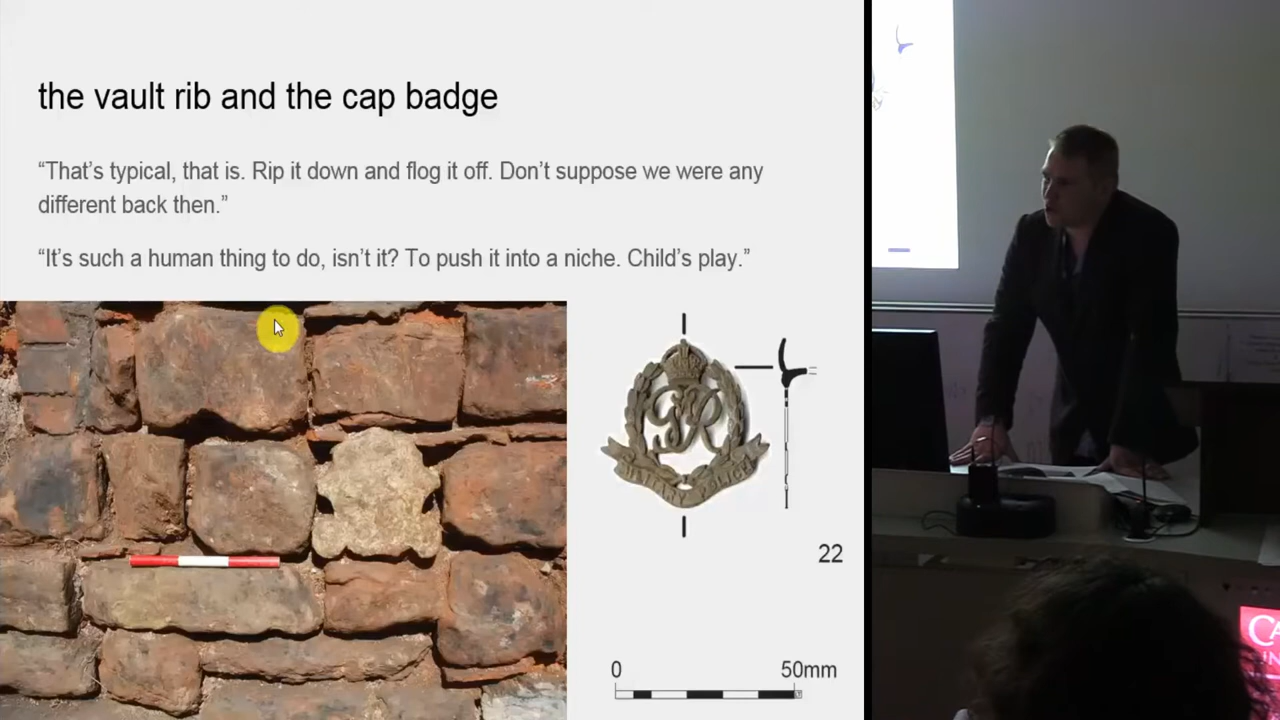 the vault rib and the cap badge
“That’s typical, that is. Rip it down and flog it off. Don’t suppose we were any
different back then.”
“It’s such a human thing to do, isn’t it? To push it into a niche. Child’s play.”
22
0 50mm